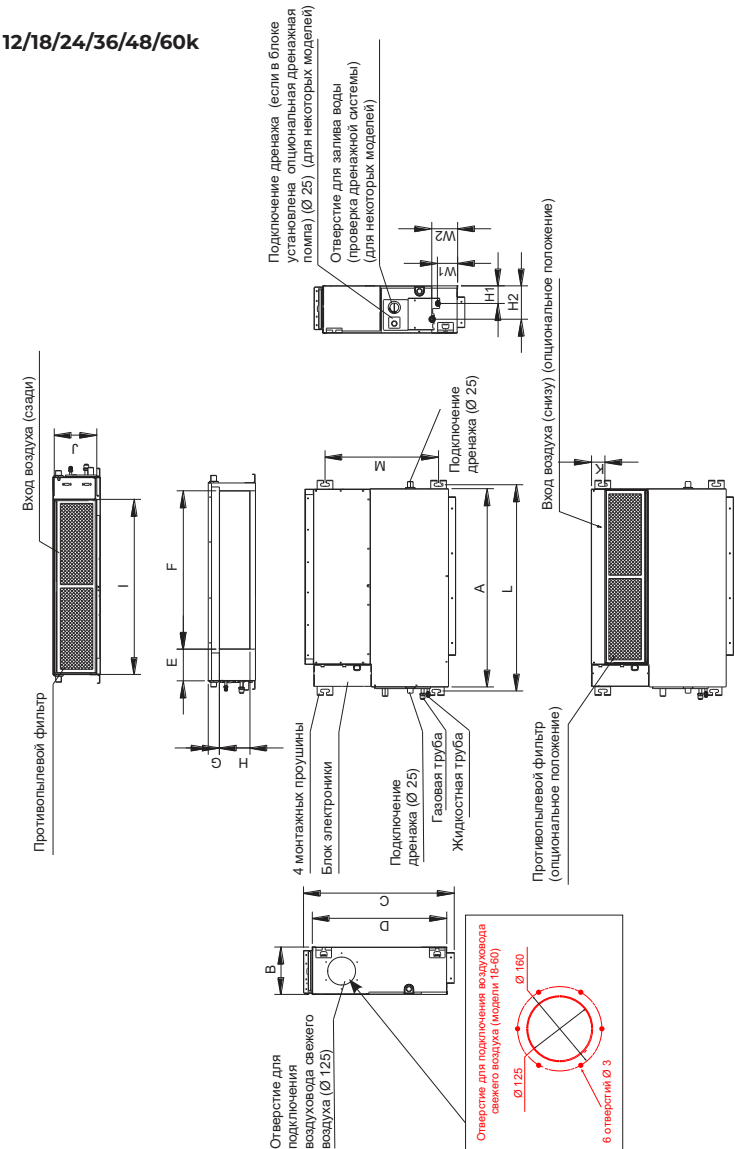 12/18/24/36/48/60k
Подключение дренажа (если в блоке
установлена опциональная дренажная
помпа) (Ø 25) (для некоторых моделей)
Отверстие для залива воды
(проверка дренажной системы)
(для некоторых моделей)
W2
W1
H1
H2
Вход воздуха (сзади)
J
I
Противопылевой фильтр
F
E
G
H
M
A
L
Подключение
дренажа (Ø 25)
4 монтажных проушины
Блок электроники
Подключение
дренажа (Ø 25)
Газовая труба
Жидкостная труба
Вход воздуха (снизу) (опциональное положение)
K
Противопылевой фильтр
(опциональное положение)
C
D
B
Отверстие для
подключения
воздуховода свежего
воздуха (Ø 125)
Отверстие для подключения воздуховода
свежего воздуха (модели 18-60)
Ø 160
Ø 125
6 отверстий Ø 3